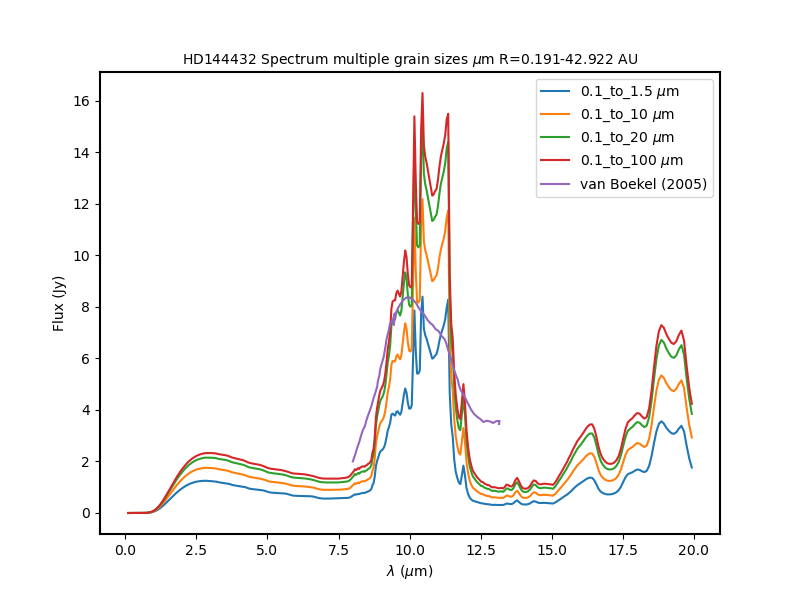 HD144432 Spectrum multiple grain sizes μm R=0.191-42.922 AU
0.1_to_1.5 μm
0.1_to_10 μm
0.1_to_20 μm
0.1_to_100 μm
van Boekel (2005)
Flux (Jy)
16
14
12
10
8
6
4
2
0
0.0 2.5 5.0 7.5 10.0 12.5 15.0 17.5 20.0
λ (μm)